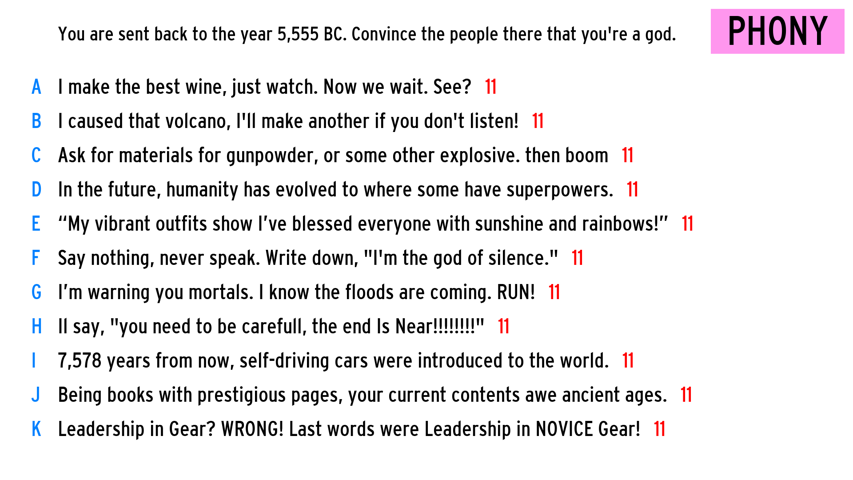 You are sent back to the year 5,555 BC. Convince the people there that you're a god.
PHONY
A I make the best wine, just watch. Now we wait. See? 11
B I caused that volcano, I'll make another if you don't listen! 11
C Ask for materials for gunpowder, or some other explosive. then boom 11
D In the future, humanity has evolved to where some have superpowers. 11
E “My vibrant outfits show I’ve blessed everyone with sunshine and rainbows!” 11
F Say nothing, never speak. Write down, "I'm the god of silence." 11
G I’m warning you mortals. I know the floods are coming. RUN! 11
H Il say, "you need to be carefull, the end Is Near!!!!!!!!" 11
I 7,578 years from now, self-driving cars were introduced to the world. 11
J Being books with prestigious pages, your current contents awe ancient ages. 11
K Leadership in Gear? WRONG! Last words were Leadership in NOVICE Gear! 11